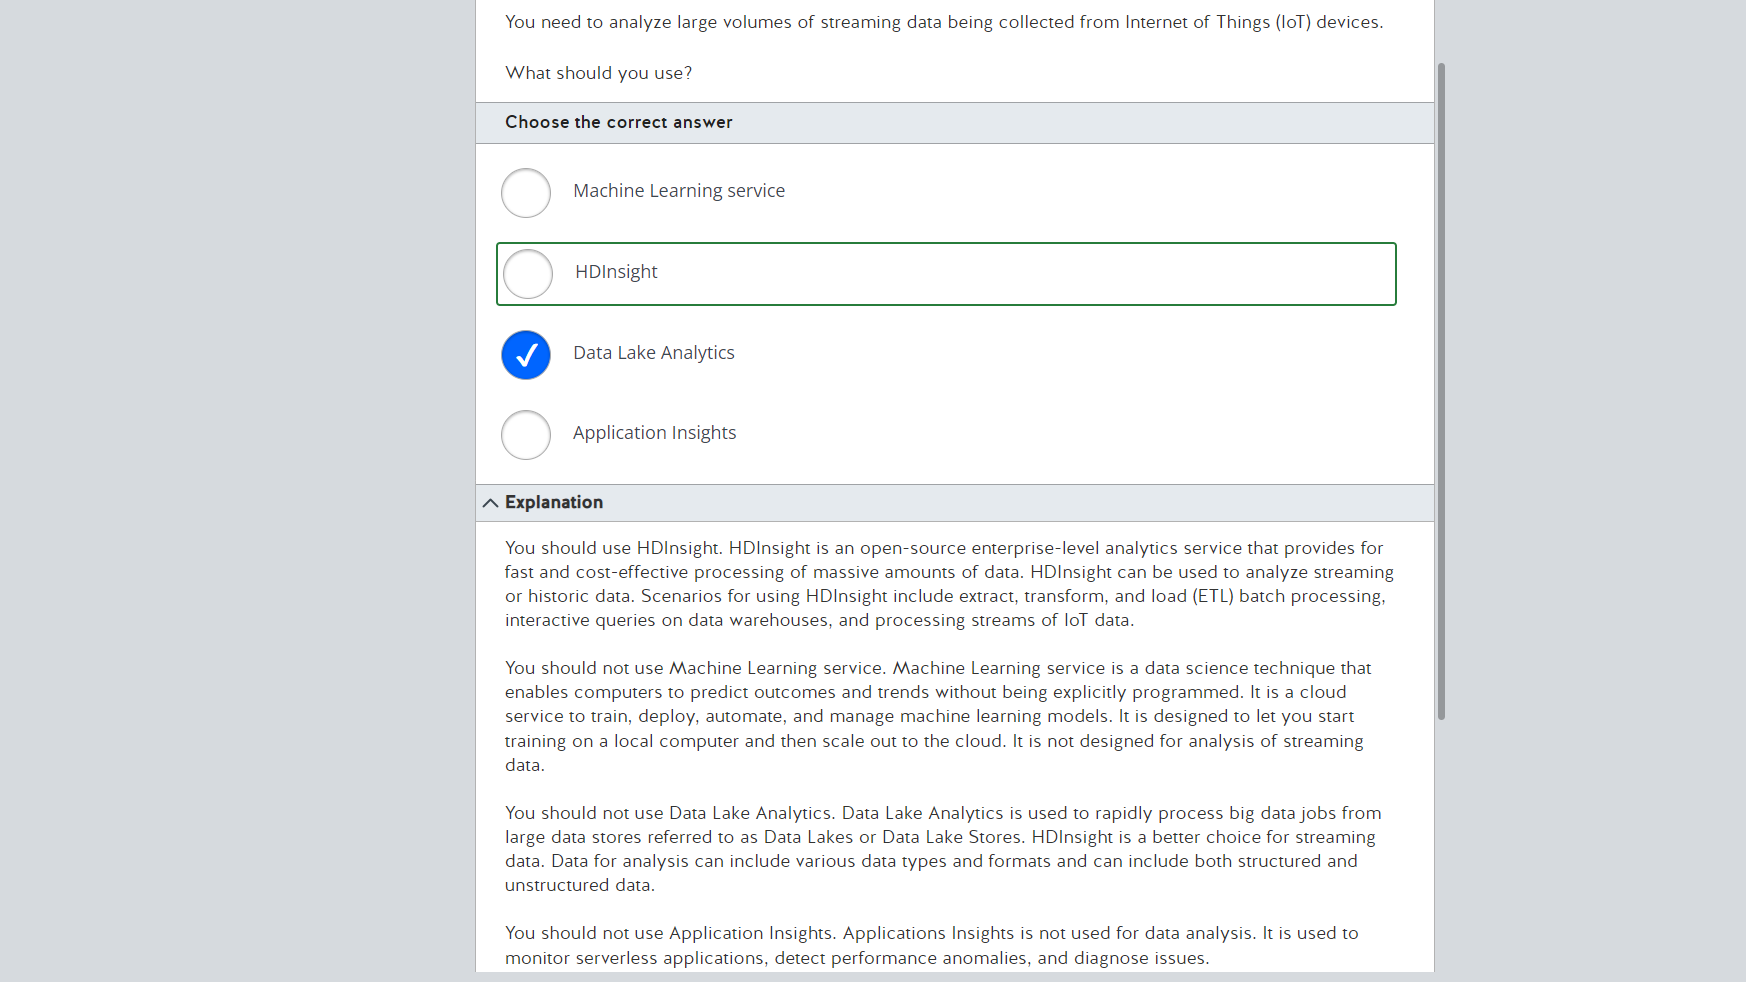 You need to analyze large volumes of streaming data being collected from Internet of Things (IoT) devices.
What should you use?
Choose the correct answer
Machine Learning service
HDInsight
Data Lake Analytics
Application Insights
Explanation
You should use HDInsight. HDInsight is an open-source enterprise-level analytics service that provides for
fast and cost-effective processing of massive amounts of data. HDInsight can be used to analyze streaming
or historic data. Scenarios for using HDInsight include extract, transform, and load (ETL) batch processing,
interactive queries on data warehouses, and processing streams of IoT data.
You should not use Machine Learning service. Machine Learning service is a data science technique that
enables computers to predict outcomes and trends without being explicitly programmed. It is a cloud
service to train, deploy, automate, and manage machine learning models. It is designed to let you start
training on a local computer and then scale out to the cloud. It is not designed for analysis of streaming
data.
You should not use Data Lake Analytics. Data Lake Analytics is used to rapidly process big data jobs from
large data stores referred to as Data Lakes or Data Lake Stores. HDInsight is a better choice for streaming
data. Data for analysis can include various data types and formats and can include both structured and
unstructured data.
You should not use Application Insights. Applications Insights is not used for data analysis. It is used to
monitor serverless applications, detect performance anomalies, and diagnose issues.